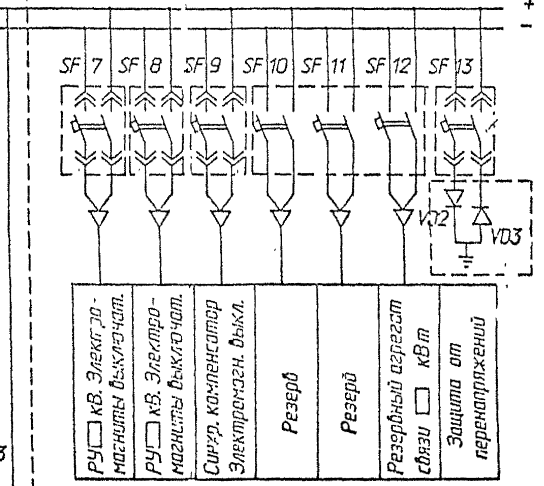 +
−
SF 7
SF 8
SF 9
SF 10
SF 11
SF 12
SF 13
VD2
VD3
РУ□ кВ. Электро-
магниты выключат.
РУ□ кВ. Электро-
магниты выключат.
Синхр. компенсатор
Электромагн. выкл.
Резерв
Резерв
Резервный агрегат
связи □ кВт
Защита от
перенапряжений